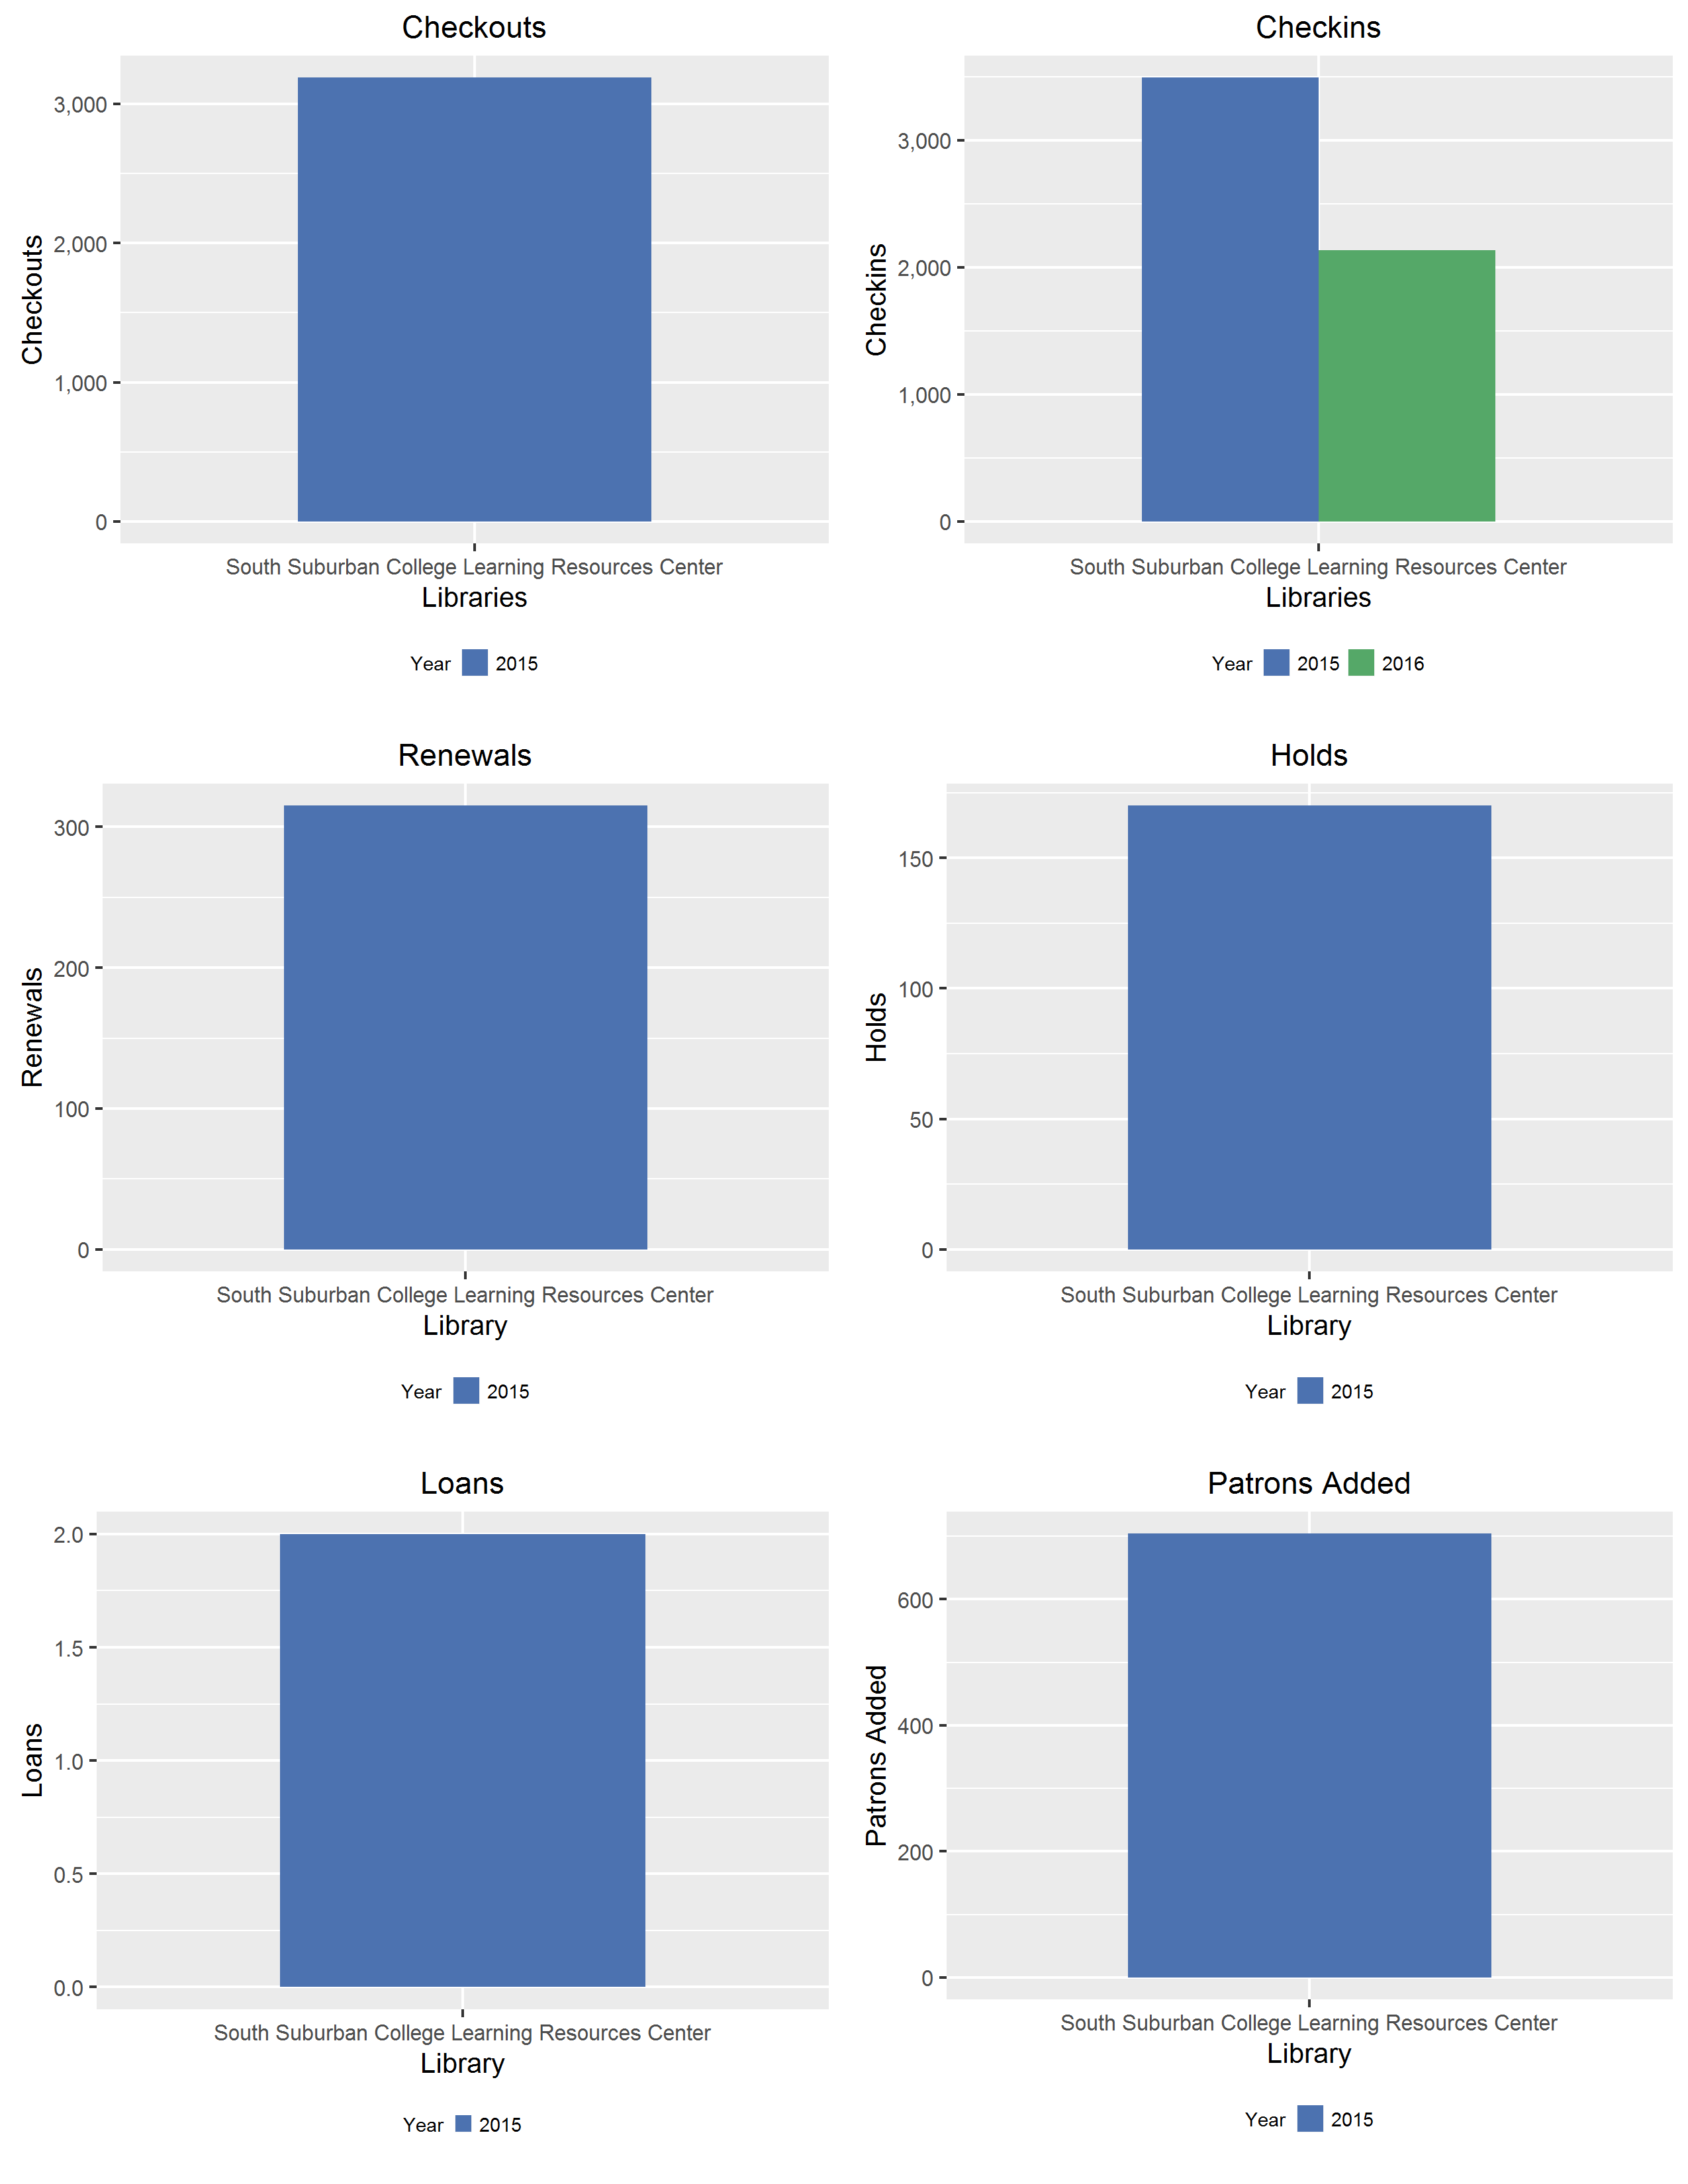 Checkouts
Checkouts
3,000
2,000
1,000
0
South Suburban College Learning Resources Center
Libraries
Year 2015
Checkins
Checkins
3,000
2,000
1,000
0
South Suburban College Learning Resources Center
Libraries
Year 2015 2016
Renewals
Renewals
300
200
100
0
South Suburban College Learning Resources Center
Library
Year 2015
Holds
Holds
150
100
50
0
South Suburban College Learning Resources Center
Library
Year 2015
Loans
Loans
2.0
1.5
1.0
0.5
0.0
South Suburban College Learning Resources Center
Library
Year 2015
Patrons Added
Patrons Added
600
400
200
0
South Suburban College Learning Resources Center
Library
Year 2015